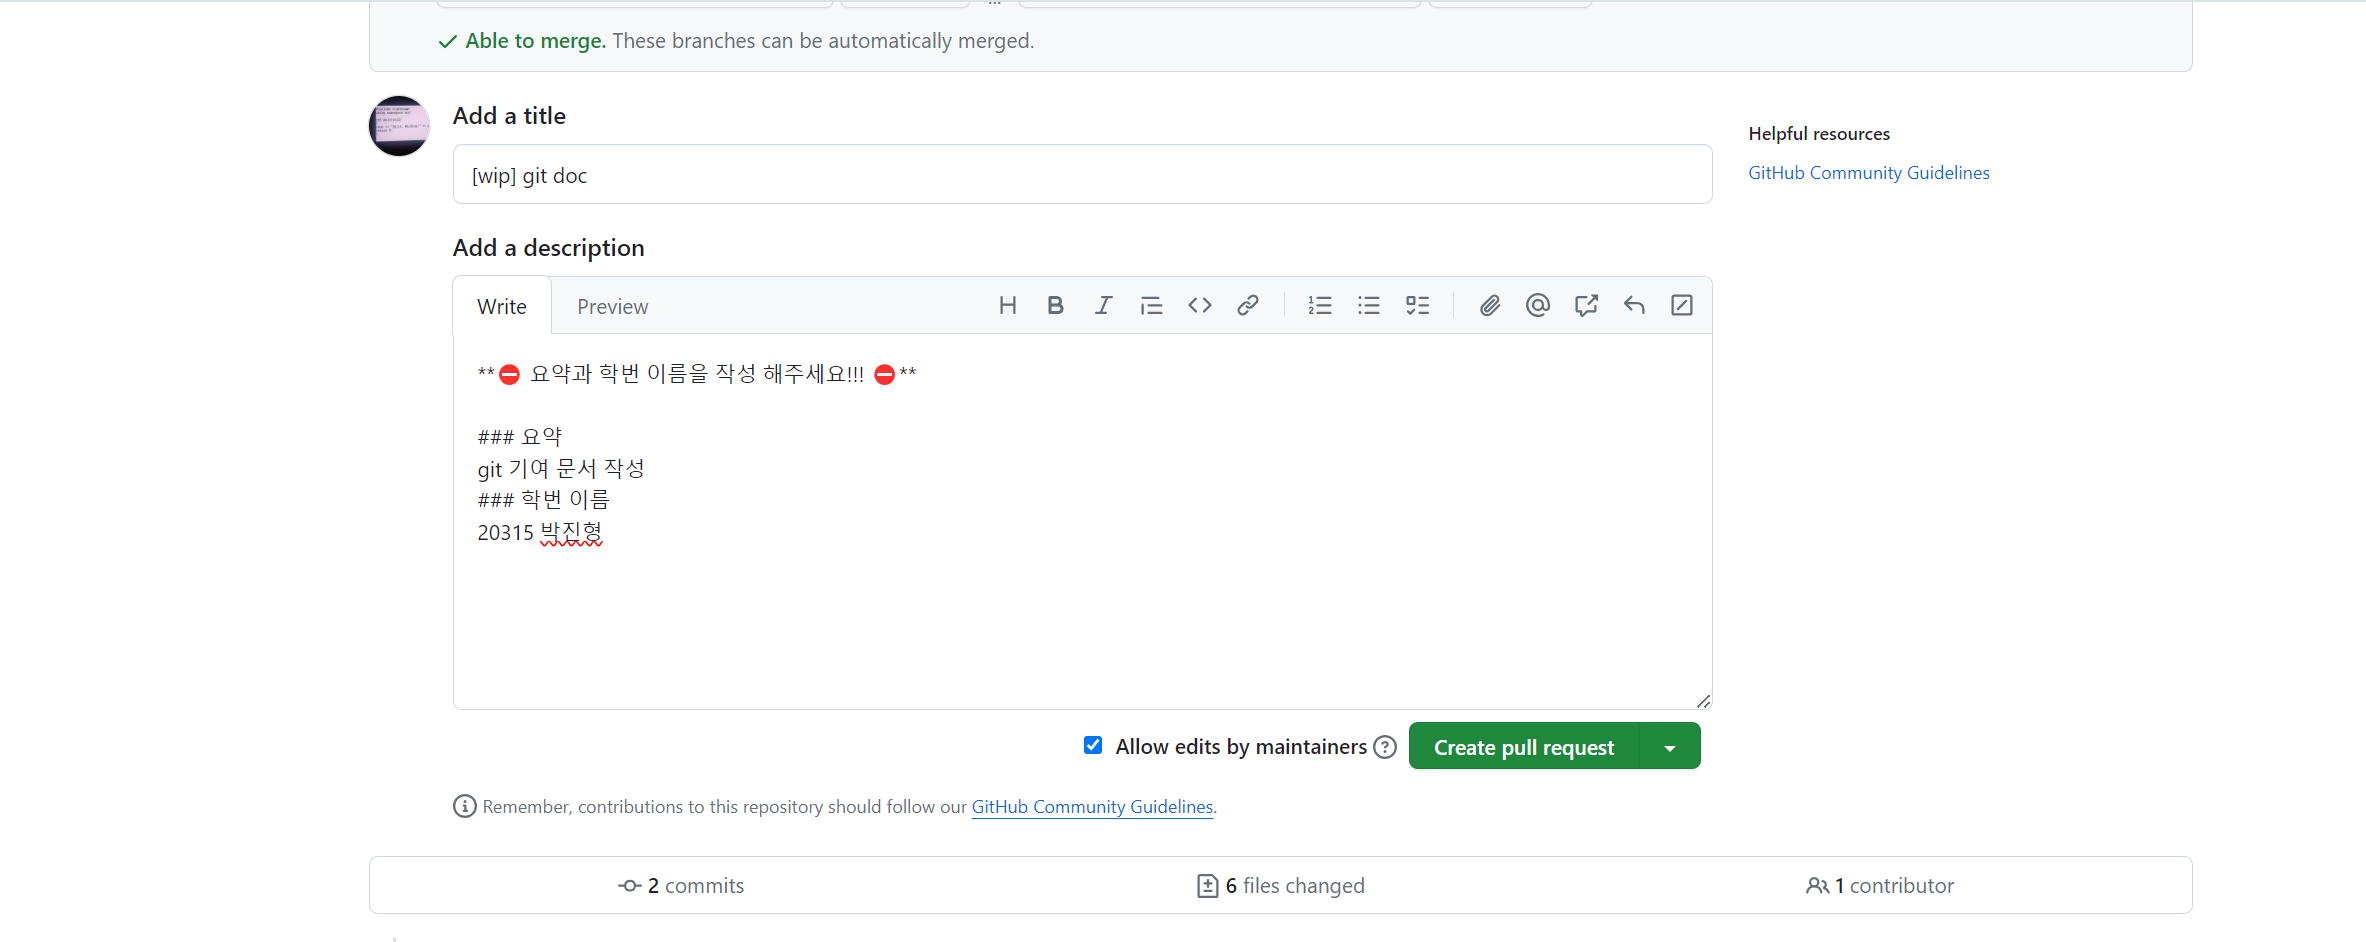 ...
Able to merge. These branches can be automatically merged.
Add a title
Helpful resources
[wip] git doc
GitHub Community Guidelines
Add a description
Write
Preview
**⛔ 요약과 학번 이름을 작성 해주세요!!! ⛔**
### 요약
git 기여 문서 작성
### 학번 이름
20315 박진형
Allow edits by maintainers
Create pull request
Remember, contributions to this repository should follow our GitHub Community Guidelines.
2 commits
6 files changed
1 contributor